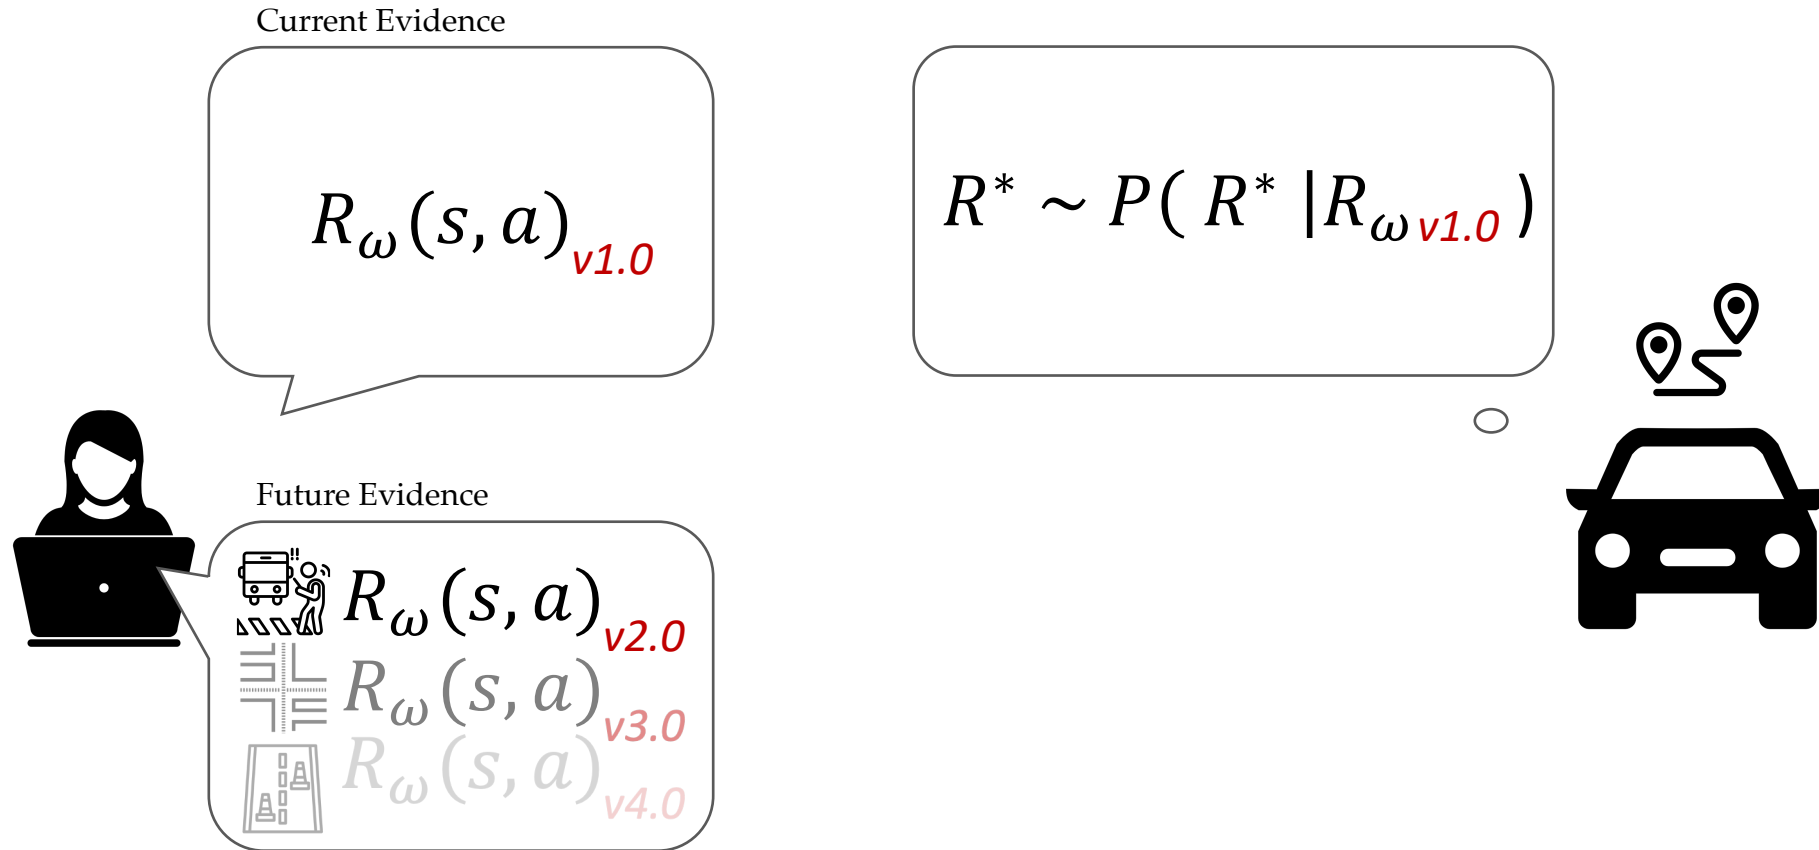 Current Evidence
R_ω(s, a)_v1.0
R* ~ P( R* |R_ω v1.0 )
Future Evidence
!! R_ω(s, a)_v2.0
R_ω(s, a)_v3.0
R_ω(s, a)_v4.0